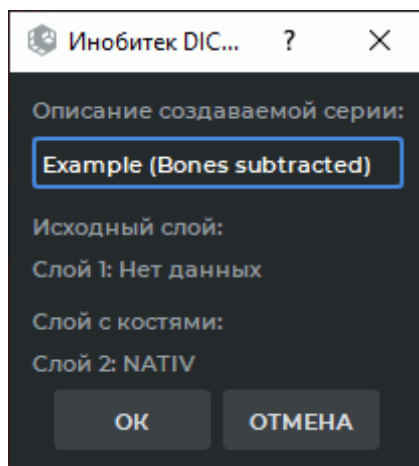 Инобитек DIC... ?
Описание создаваемой серии:
Example (Bones subtracted)
Исходный слой:
Слой 1: Нет данных
Слой с костями:
Слой 2: NATIV
ОК ОТМЕНА